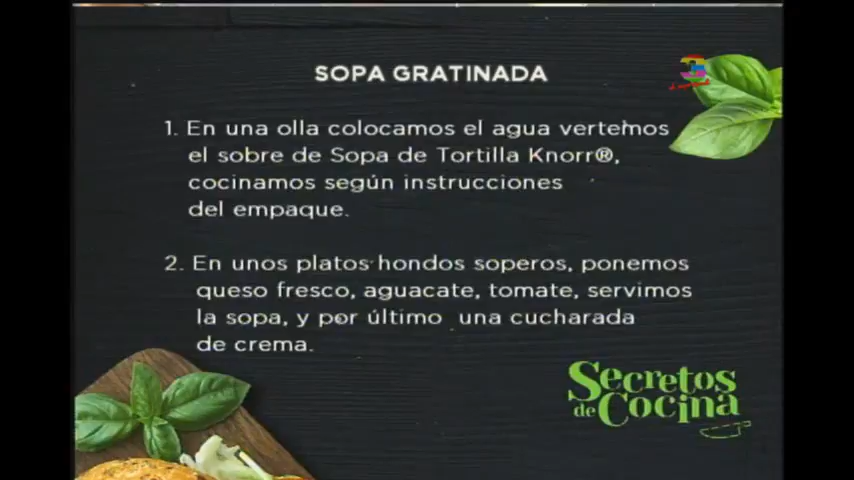 SOPA GRATINADA
1. En una olla colocamos el agua vertemos
el sobre de Sopa de Tortilla Knorr®,
cocinamos según instrucciones
del empaque.
2. En unos platos hondos soperos, ponemos
queso fresco, aguacate, tomate, servimos
la sopa, y por último una cucharada
de crema.
Secretos
de Cocina